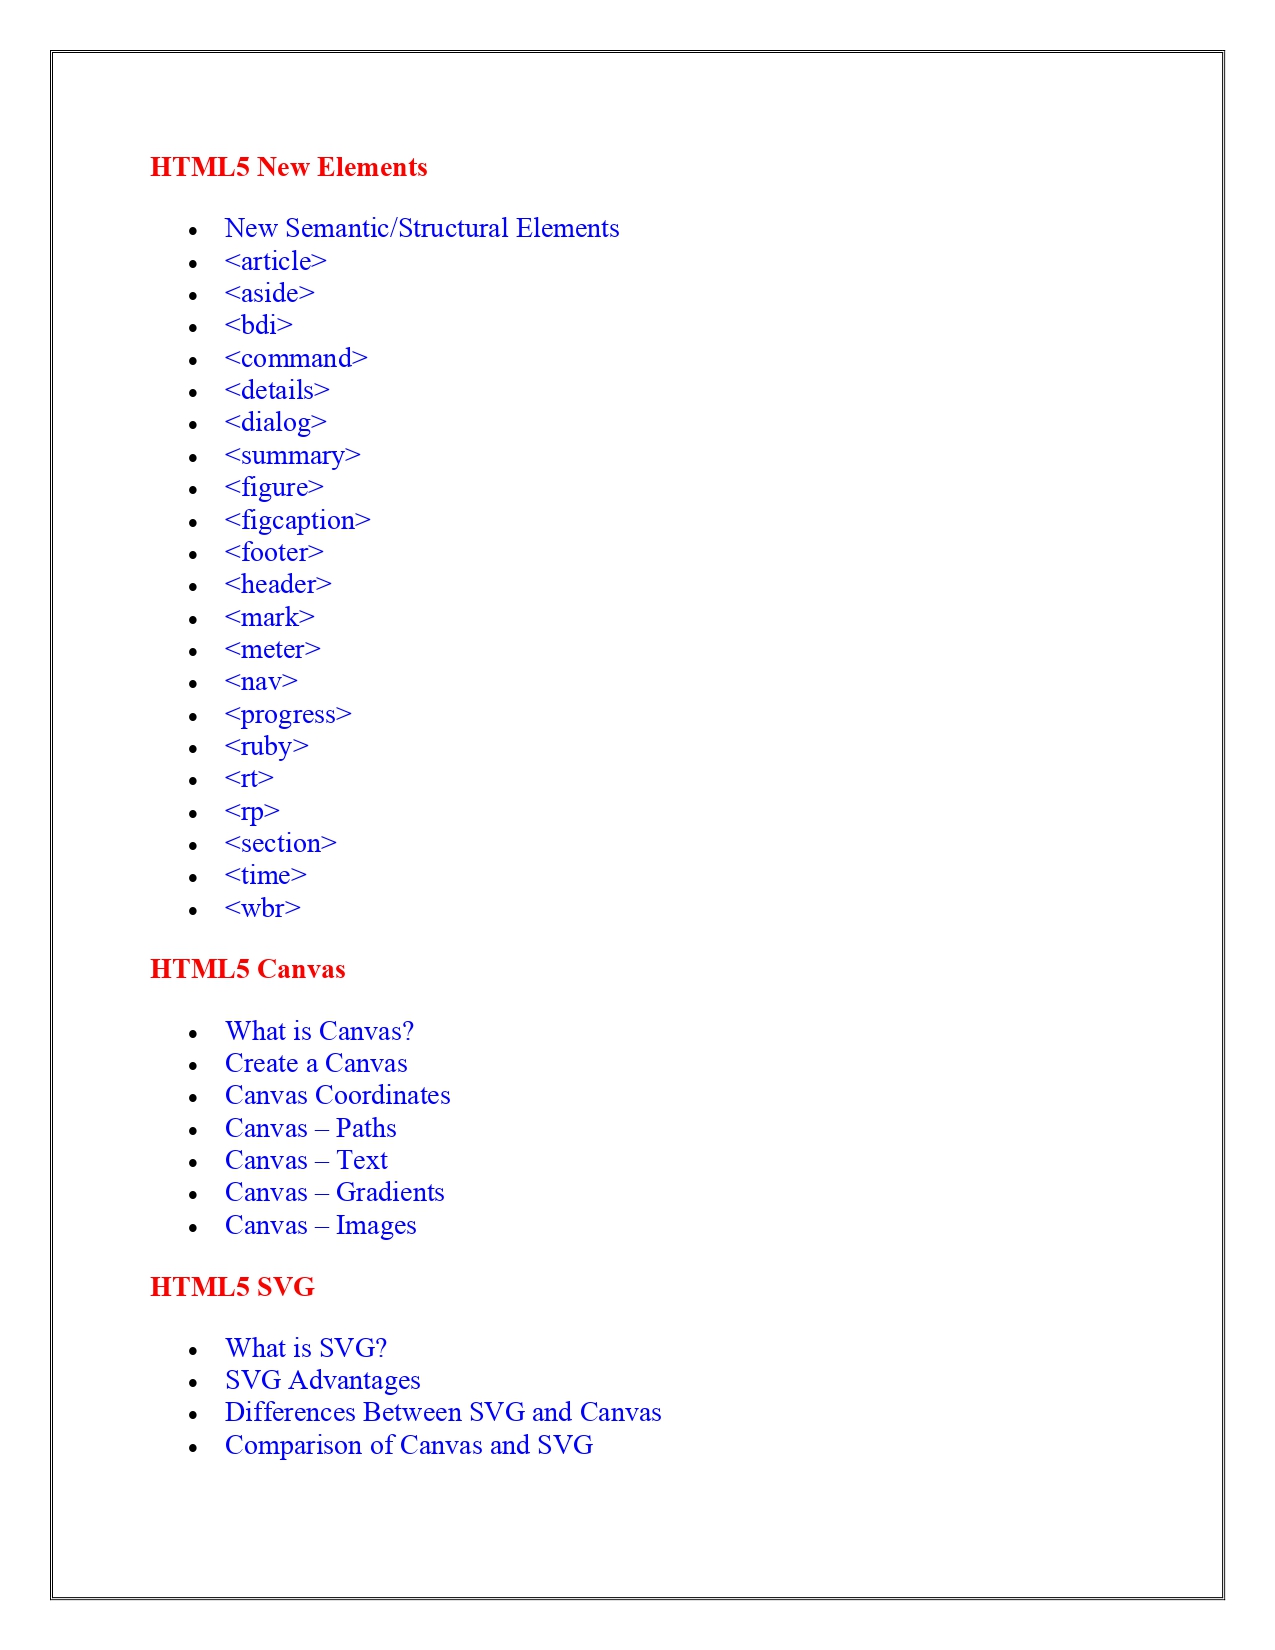 HTML5 New Elements
• New Semantic/Structural Elements
• <article>
• <aside>
• <bdi>
• <command>
• <details>
• <dialog>
• <summary>
• <figure>
• <figcaption>
• <footer>
• <header>
• <mark>
• <meter>
• <nav>
• <progress>
• <ruby>
• <rt>
• <rp>
• <section>
• <time>
• <wbr>
HTML5 Canvas
• What is Canvas?
• Create a Canvas
• Canvas Coordinates
• Canvas – Paths
• Canvas – Text
• Canvas – Gradients
• Canvas – Images
HTML5 SVG
• What is SVG?
• SVG Advantages
• Differences Between SVG and Canvas
• Comparison of Canvas and SVG